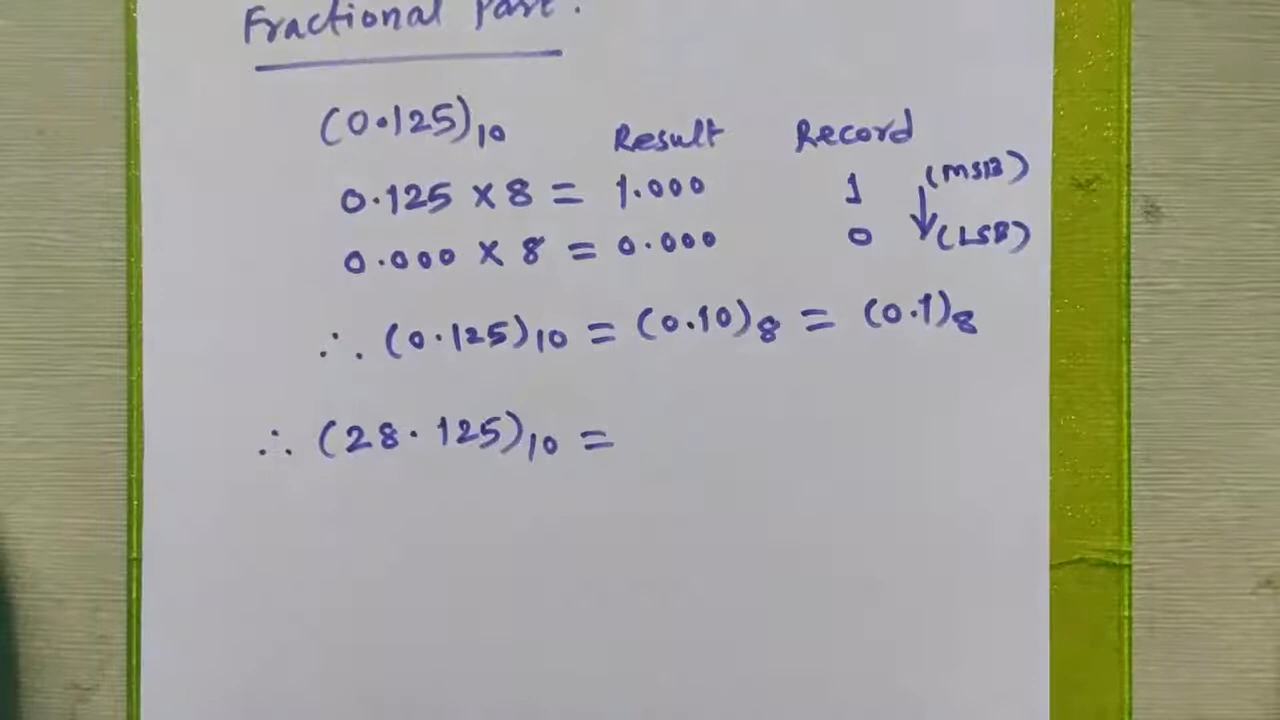 Fractional Part.
(0.125)10 Result Record
0.125 × 8 = 1.000 1 (MSB)
0.000 × 8 = 0.000 0 (LSB)
∴ (0.125)10 = (0.10)8 = (0.1)8
∴ (28.125)10 =